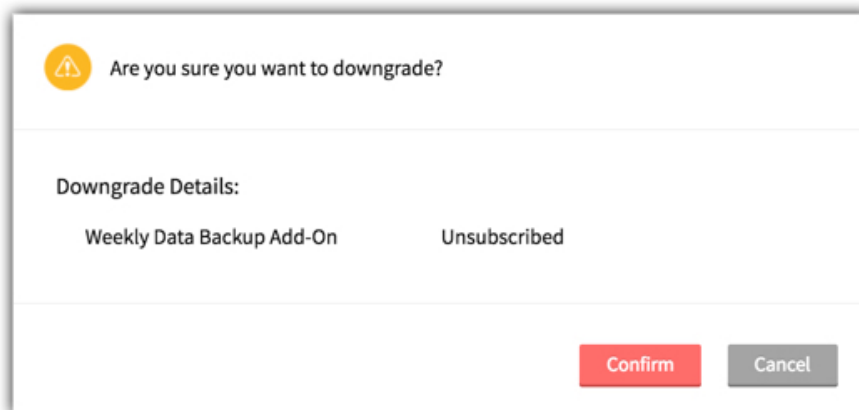 Are you sure you want to downgrade?
Downgrade Details:
Weekly Data Backup Add-On Unsubscribed
Confirm Cancel